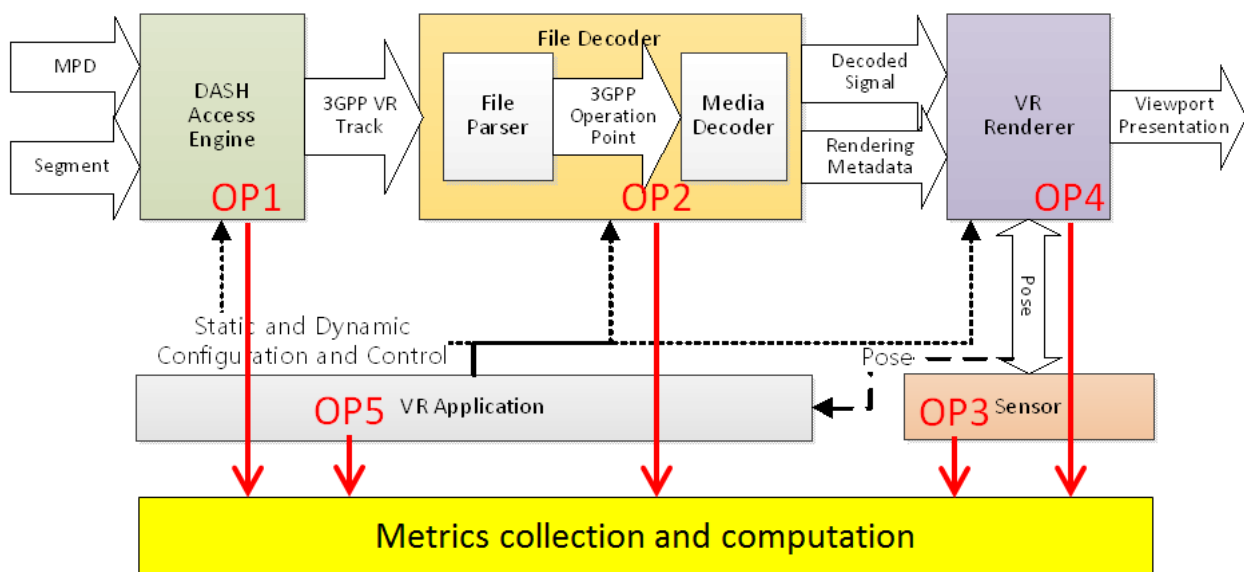 MPD
Segment
DASH
Access
Engine
OP1
3GPP VR
Track
File Decoder
File
Parser
3GPP
Operation
Point
Media
Decoder
OP2
Decoded
Signal
Rendering
Metadata
VR
Renderer
OP4
Viewport
Presentation
Pose
Static and Dynamic
Configuration and Control
Pose
OP5
VR Application
OP3
Sensor
Metrics collection and computation